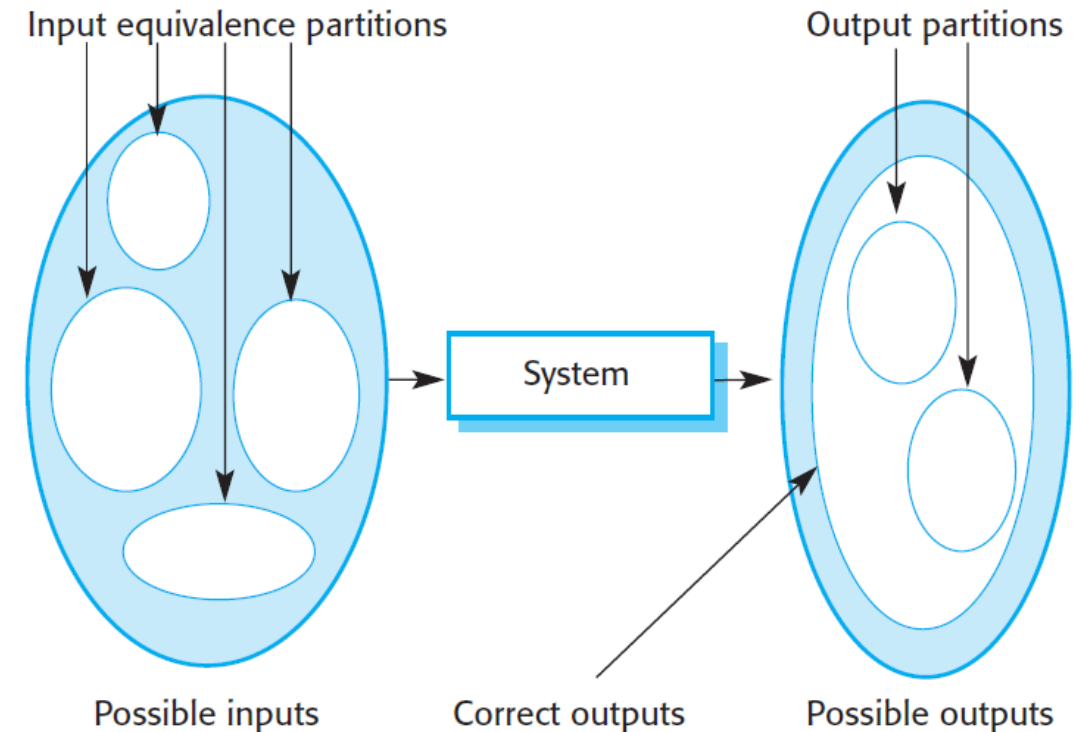 Input equivalence partitions
Output partitions
System
Possible inputs
Correct outputs
Possible outputs